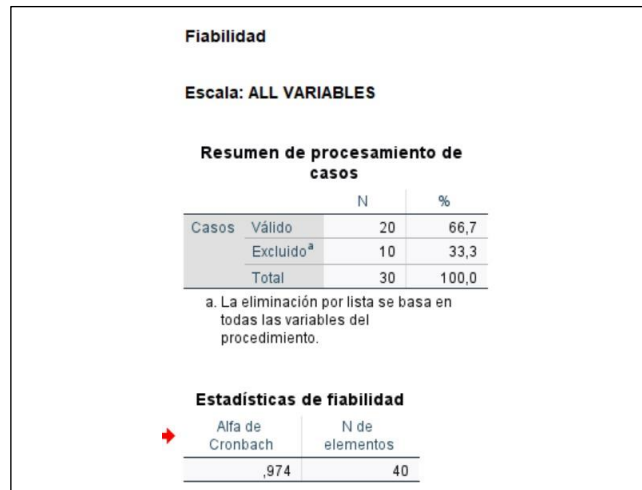 Fiabilidad
Escala: ALL VARIABLES
Resumen de procesamiento de
casos
N %
Casos Válido 20 66,7
Excluidoª 10 33,3
Total 30 100,0
a. La eliminación por lista se basa en
todas las variables del
procedimiento.
Estadísticas de fiabilidad
Alfa de N de
Cronbach elementos
,974 40